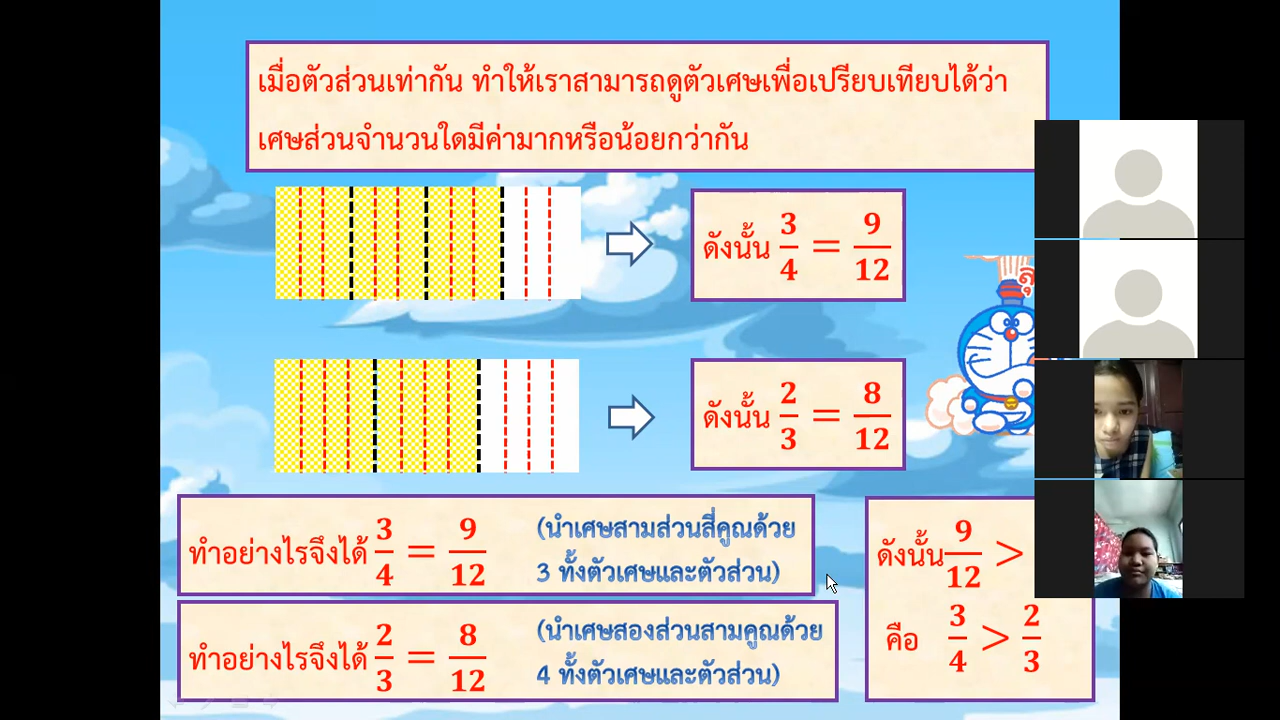 เมื่อตัวส่วนเท่ากัน ทำให้เราสามารถดูตัวเศษเพื่อเปรียบเทียบได้ว่า
เศษส่วนจำนวนใดมีค่ามากหรือน้อยกว่ากัน
ดังนั้น 3/4 = 9/12
ดังนั้น 2/3 = 8/12
ทำอย่างไรจึงได้ 3/4 = 9/12
(นำเศษสามส่วนสี่คูณด้วย
3 ทั้งตัวเศษและตัวส่วน)
ทำอย่างไรจึงได้ 2/3 = 8/12
(นำเศษสองส่วนสามคูณด้วย
4 ทั้งตัวเศษและตัวส่วน)
ดังนั้น 9/12 >
คือ 3/4 > 2/3